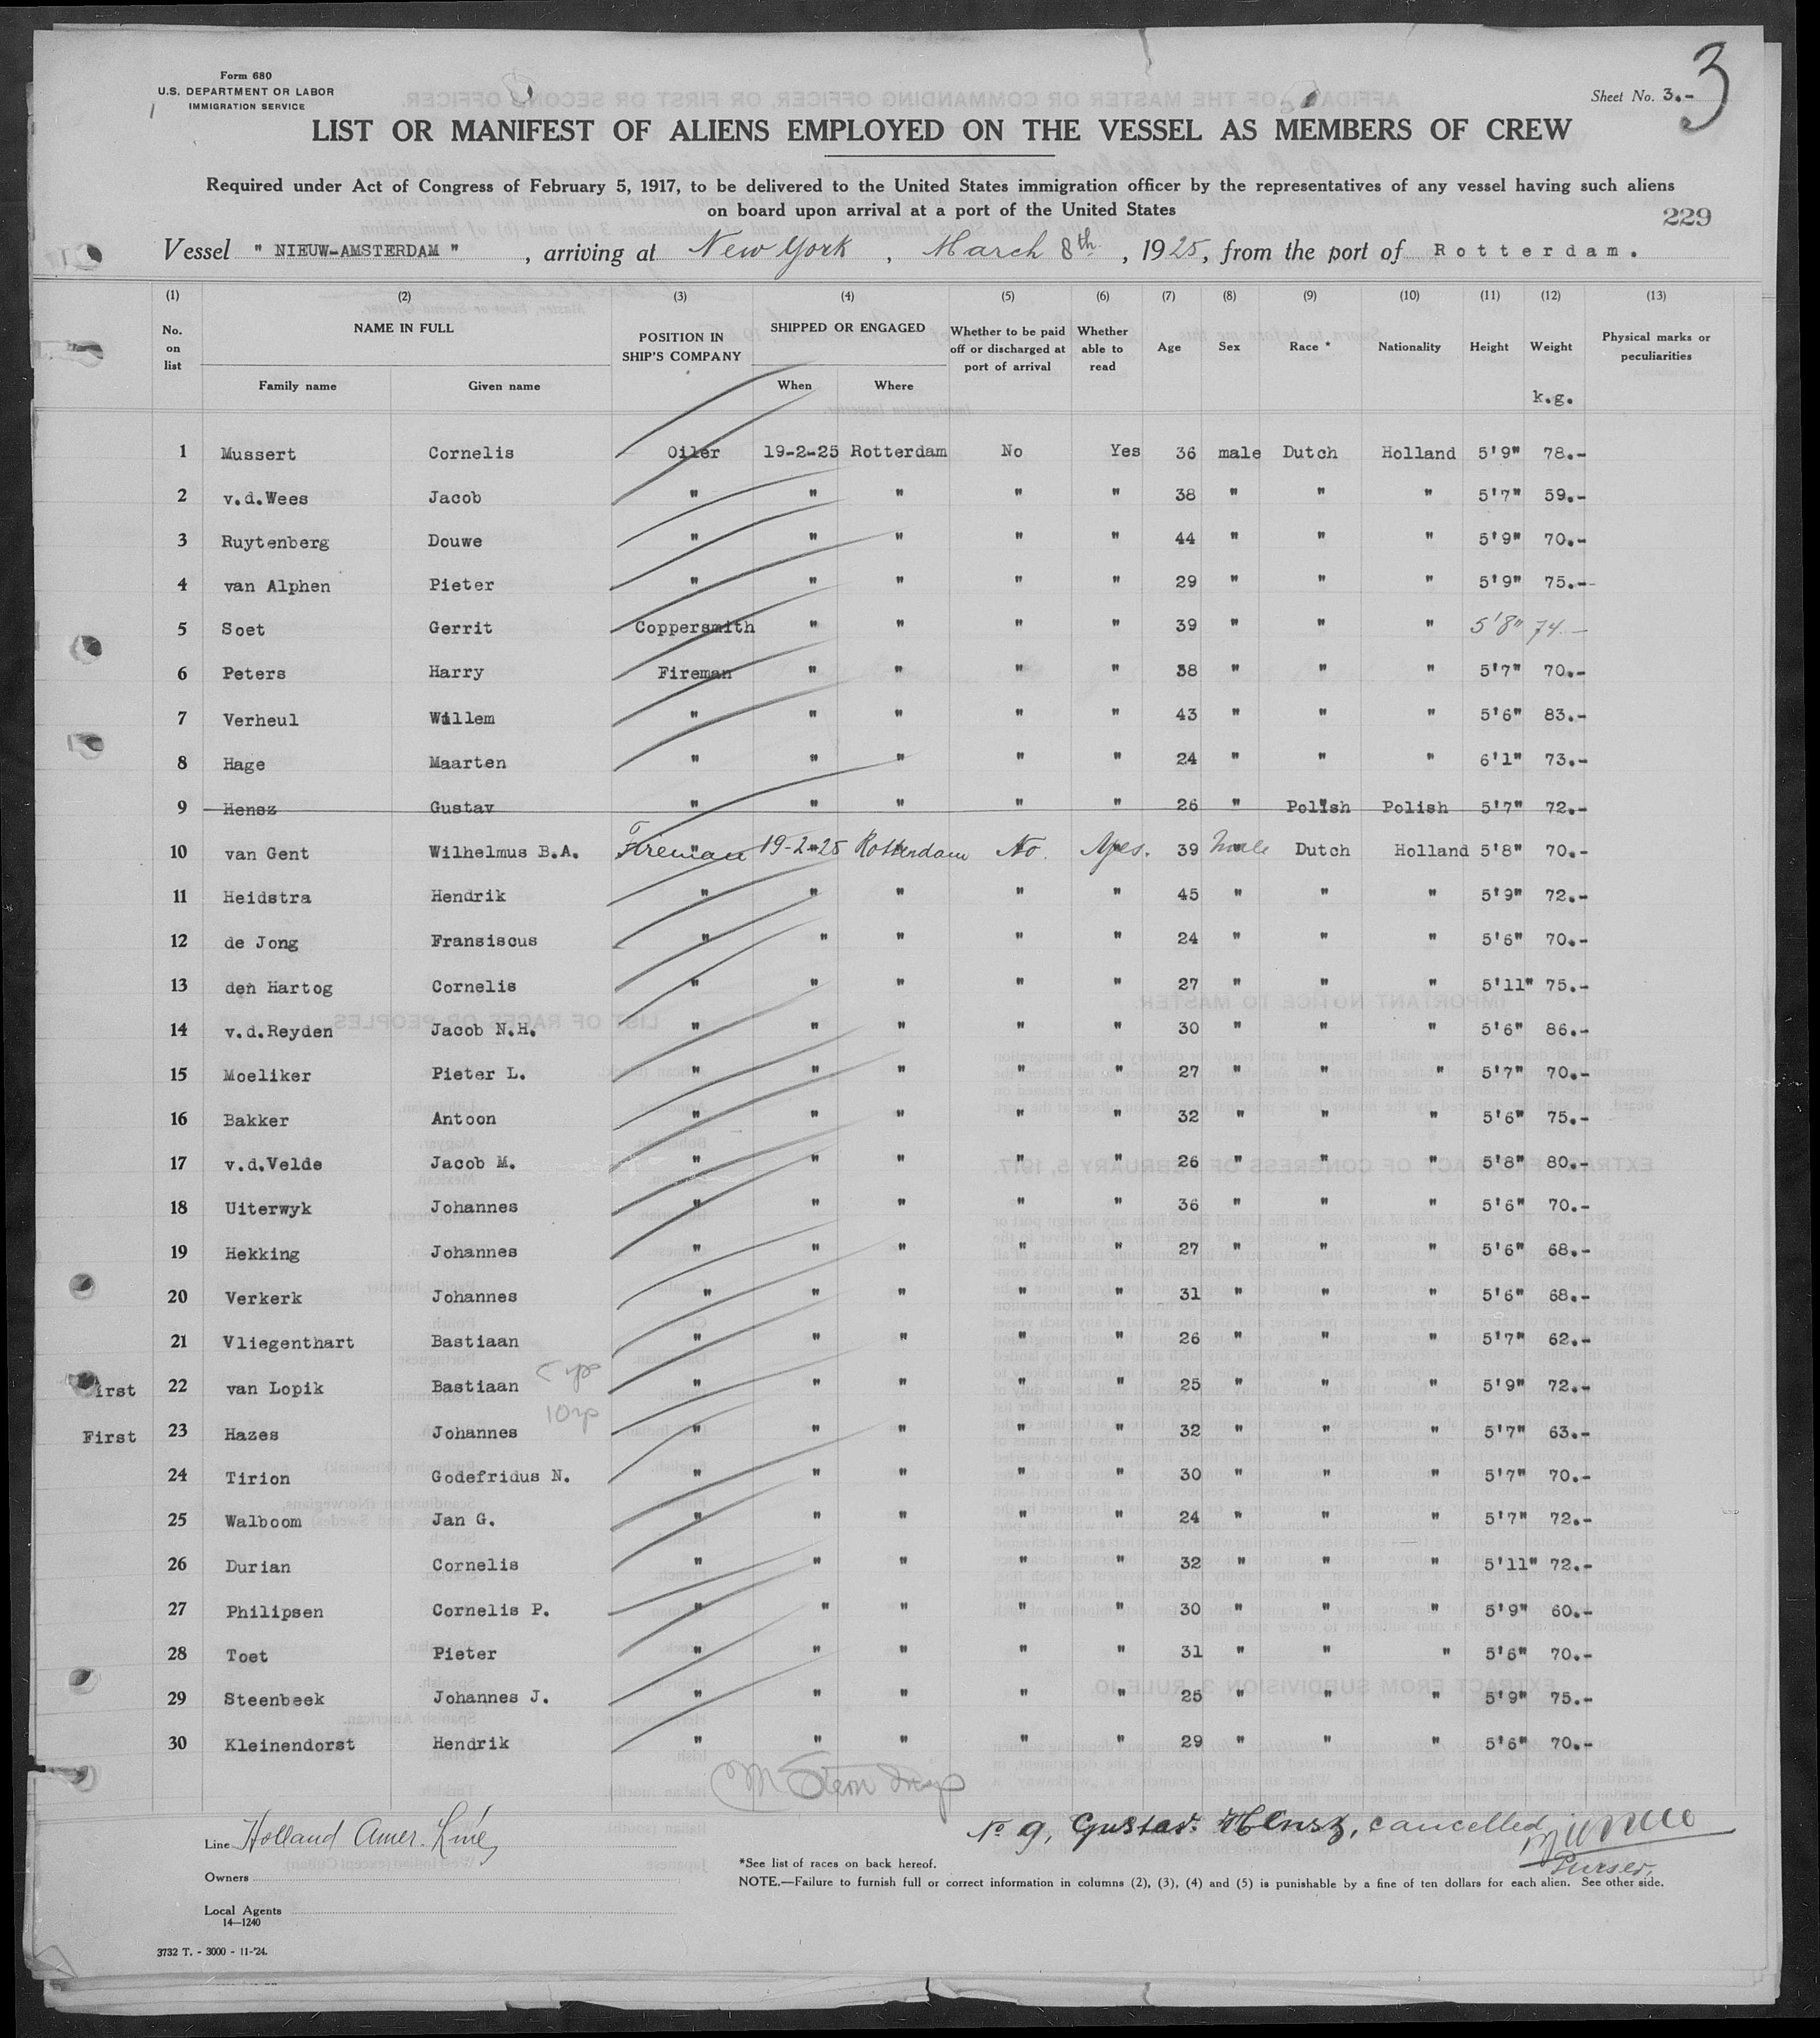 Form 680
U.S. DEPARTMENT OR LABOR
IMMIGRATION SERVICE
Sheet No. 3.-
3
LIST OR MANIFEST OF ALIENS EMPLOYED ON THE VESSEL AS MEMBERS OF CREW
Required under Act of Congress of February 5, 1917, to be delivered to the United States immigration officer by the representatives of any vessel having such aliens
on board upon arrival at a port of the United States
229
Vessel " NIEUW-AMSTERDAM " , arriving at New York , March 8th , 1925, from the port of Rotterdam.
(1) (2) (3) (4) (5) (6) (7) (8) (9) (10) (11) (12) (13)
No. on list NAME IN FULL Family name Given name POSITION IN SHIP'S COMPANY SHIPPED OR ENGAGED When Where Whether to be paid off or discharged at port of arrival Whether able to read Age Sex Race * Nationality Height Weight Physical marks or peculiarities
k.g.
1 Mussert Cornelis Oiler 19-2-25 Rotterdam No Yes 36 male Dutch Holland 5'9" 78.-
2 v.d.Wees Jacob " " " " " 38 " " " 5'7" 59.-
3 Ruytenberg Douwe " " " " " 44 " " " 5'9" 70.-
4 van Alphen Pieter " " " " " 29 " " " 5'9" 75.--
5 Soet Gerrit Coppersmith " " " " 39 " " " 5'8" 74.-
6 Peters Harry Fireman " " " " 38 " " " 5'7" 70.-
7 Verheul Willem " " " " " 43 " " " 5'6" 83.-
8 Hage Maarten " " " " " 24 " " " 6'1" 73.-
9 Hensz Gustav " " " " " 26 " Polish Polish 5'7" 72.-
10 van Gent Wilhelmus B.A. Fireman 19-2-25 Rotterdam No. Yes. 39 male Dutch Holland 5'8" 70.-
11 Heidstra Hendrik " " " " " 45 " " " 5'9" 72.-
12 de Jong Fransiscus " " " " " 24 " " " 5'6" 70.-
13 den Hartog Cornelis " " " " " 27 " " " 5'11" 75.-
14 v.d.Reyden Jacob N.H. " " " " " 30 " " " 5'6" 86.-
15 Moeliker Pieter L. " " " " " 27 " " " 5'7" 70.-
16 Bakker Antoon " " " " " 32 " " " 5'6" 75.-
17 v.d.Velde Jacob M. " " " " " 26 " " " 5'8" 80.-
18 Uiterwyk Johannes " " " " " 36 " " " 5'6" 70.-
19 Hekking Johannes " " " " " 27 " " " 5'6" 68.-
20 Verkerk Johannes " " " " " 31 " " " 5'6" 68.-
21 Vliegenthart Bastiaan " " " " " 26 " " " 5'7" 62.-
First 22 van Lopik Bastiaan " " " " " 25 " " " 5'9" 72.-
First 23 Hazes Johannes " " " " " 32 " " " 5'7" 63.-
24 Tirion Godefridus N. " " " " " 30 " " " 5'7" 70.-
25 Walboom Jan G. " " " " " 24 " " " 5'7" 72.-
26 Durian Cornelis " " " " " 32 " " " 5'11" 72.-
27 Philipsen Cornelis P. " " " " " 30 " " " 5'9" 60.-
28 Toet Pieter " " " " " 31 " " " 5'6" 70.-
29 Steenbeek Johannes J. " " " " " 25 " " " 5'9" 75.-
30 Kleinendorst Hendrik " " " " " 29 " " " 5'6" 70.-
No 9, Gustav. Hensz, cancelled
Purser.
Line Holland Amer. Line
Owners
Local Agents
14—1240
*See list of races on back hereof.
NOTE.—Failure to furnish full or correct information in columns (2), (3), (4) and (5) is punishable by a fine of ten dollars for each alien. See other side.
3732 T. - 3000 - 11-'24.